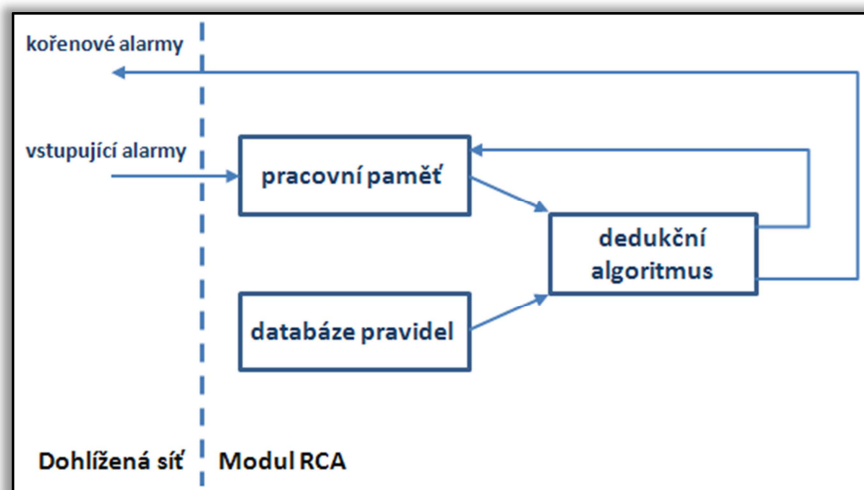 kořenové alarmy
vstupující alarmy
pracovní paměť
dedukční
algoritmus
databáze pravidel
Dohlížená síť
Modul RCA